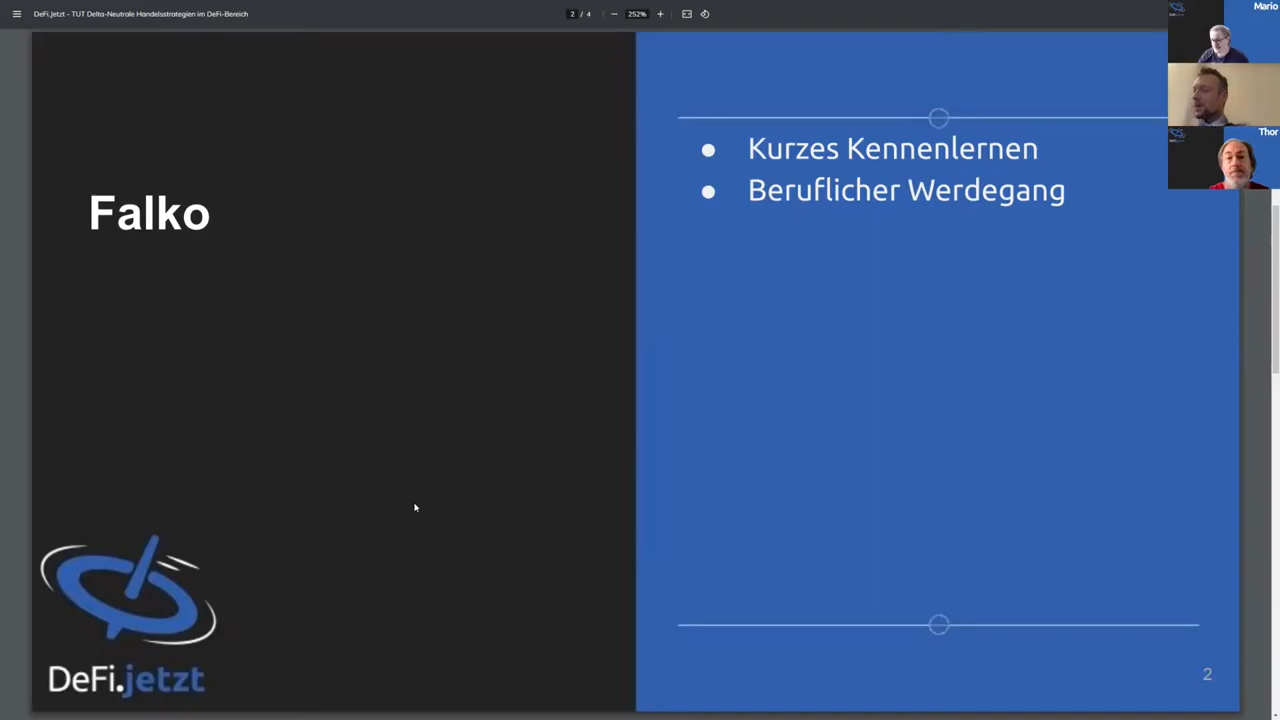 DeFi.Jetzt - TUT Delta-Neutrale Handelsstrategien im DeFi-Bereich
2 / 4
252%
Mario
Thor
Falko
Kurzes Kennenlernen
Beruflicher Werdegang
DeFi.jetzt
2